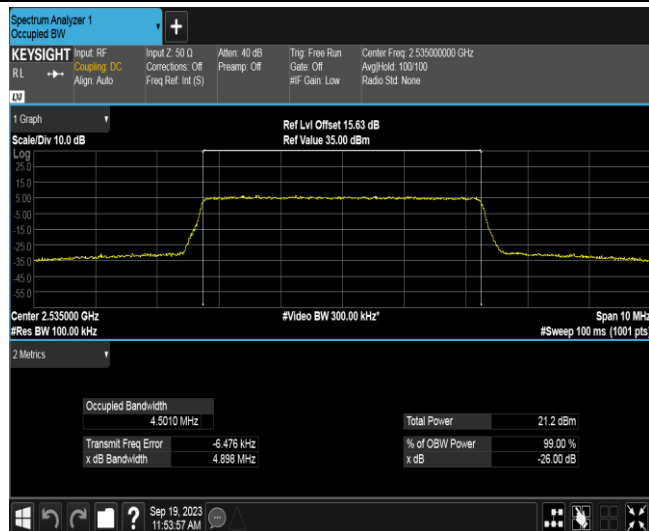 Spectrum Analyzer 1
Occupied BW
+
KEYSIGHT Input: RF Input Z: 50 Ω Atten: 40 dB Trig: Free Run Center Freq: 2.535000000 GHz
RL Coupling: DC Corrections: Off Preamp: Off Gate: Off Avg|Hold: 100/100
Align: Auto Freq Ref: Int (S) #IF Gain: Low Radio Std: None
1 Graph
Ref Lvl Offset 15.63 dB
Scale/Div 10.0 dB Ref Value 35.00 dBm
Log
25.0
15.0
5.00
-5.00
-15.0
-25.0
-35.0
-45.0
-55.0
Center 2.535000 GHz #Video BW 300.00 kHz* Span 10 MHz
#Res BW 100.00 kHz #Sweep 100 ms (1001 pts)
2 Metrics
Occupied Bandwidth
4.5010 MHz Total Power 21.2 dBm
Transmit Freq Error -6.476 kHz % of OBW Power 99.00 %
x dB Bandwidth 4.898 MHz x dB -26.00 dB
? Sep 19, 2023
11:53:57 AM